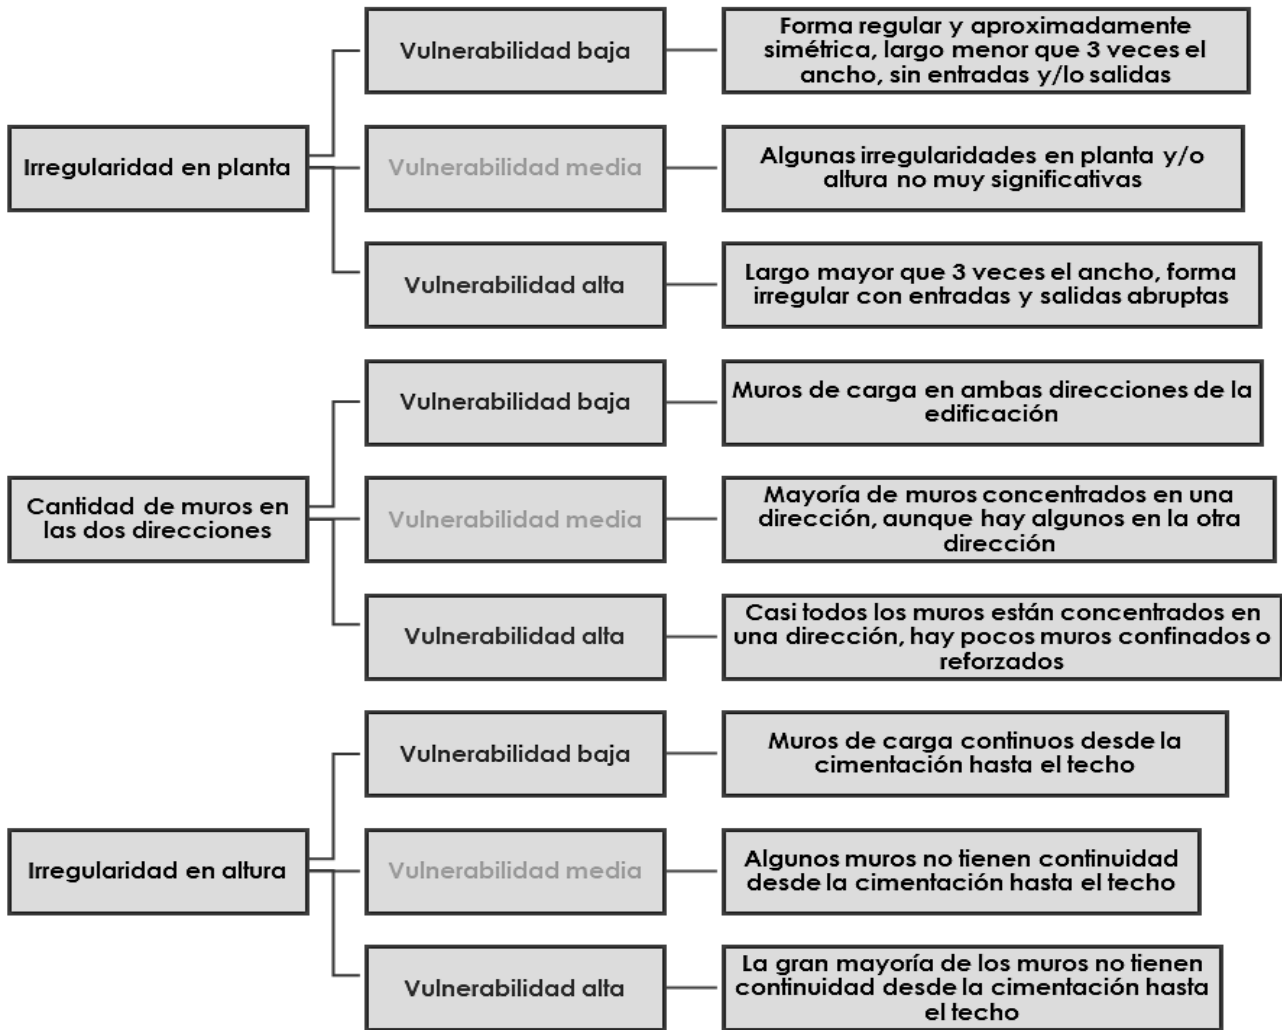 Irregularidad en planta
Vulnerabilidad baja
Forma regular y aproximadamente
simétrica, largo menor que 3 veces el
ancho, sin entradas y/lo salidas
Vulnerabilidad media
Algunas irregularidades en planta y/o
altura no muy significativas
Vulnerabilidad alta
Largo mayor que 3 veces el ancho, forma
irregular con entradas y salidas abruptas
Cantidad de muros en
las dos direcciones
Vulnerabilidad baja
Muros de carga en ambas direcciones de la
edificación
Vulnerabilidad media
Mayoría de muros concentrados en una
dirección, aunque hay algunos en la otra
dirección
Vulnerabilidad alta
Casi todos los muros están concentrados en
una dirección, hay pocos muros confinados o
reforzados
Irregularidad en altura
Vulnerabilidad baja
Muros de carga continuos desde la
cimentación hasta el techo
Vulnerabilidad media
Algunos muros no tienen continuidad
desde la cimentación hasta el techo
Vulnerabilidad alta
La gran mayoría de los muros no tienen
continuidad desde la cimentación hasta
el techo